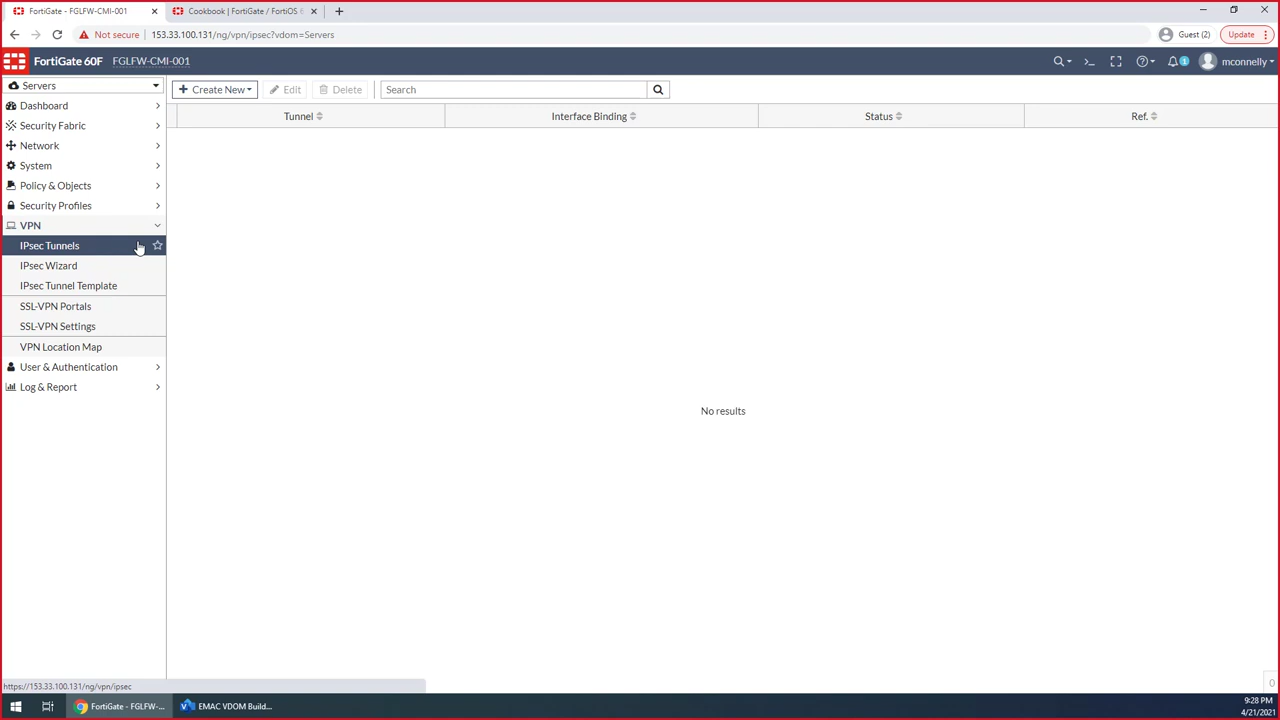 FortiGate - FGLFW-CMI-001
Cookbook | FortiGate / FortiOS 6
Not secure
153.33.100.131/ng/vpn/ipsec?vdom=Servers
Guest (2)
Update
FortiGate 60F
FGLFW-CMI-001
1
mconnelly
Servers
Create New
Edit
Delete
Search
Dashboard
Security Fabric
Network
System
Policy & Objects
Security Profiles
VPN
IPsec Tunnels
IPsec Wizard
IPsec Tunnel Template
SSL-VPN Portals
SSL-VPN Settings
VPN Location Map
User & Authentication
Log & Report
Tunnel
Interface Binding
Status
Ref.
No results
0
https://153.33.100.131/ng/vpn/ipsec
FortiGate - FGLFW-...
EMAC VDOM Build...
9:28 PM
4/21/2021